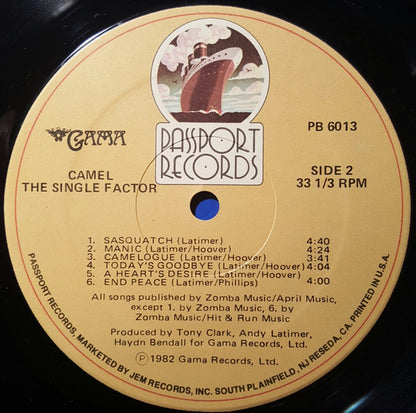 GAMA
PASSPORT
RECORDS
PB 6013
CAMEL
THE SINGLE FACTOR
SIDE 2
33 1/3 RPM
1. SASQUATCH (Latimer) 4:40
2. MANIC (Latimer/Hoover) 4:24
3. CAMELOGUE (Latimer/Hoover) 3:41
4. TODAY'S GOODBYE (Latimer/Hoover) 4:04
5. A HEART'S DESIRE (Latimer/Hoover)
6. END PEACE (Latimer/Phillips) 4:00
All songs published by Zomba Music/April Music,
except 1. by Zomba Music, 6. by
Zomba Music/Hit & Run Music
Produced by Tony Clark, Andy Latimer,
Haydn Bendall for Gama Records, Ltd.
Ⓟ 1982 Gama Records, Ltd.
PASSPORT RECORDS, MARKETED BY JEM RECORDS, INC. SOUTH PLAINFIELD, NJ RESEDA, CA. PRINTED IN U.S.A.